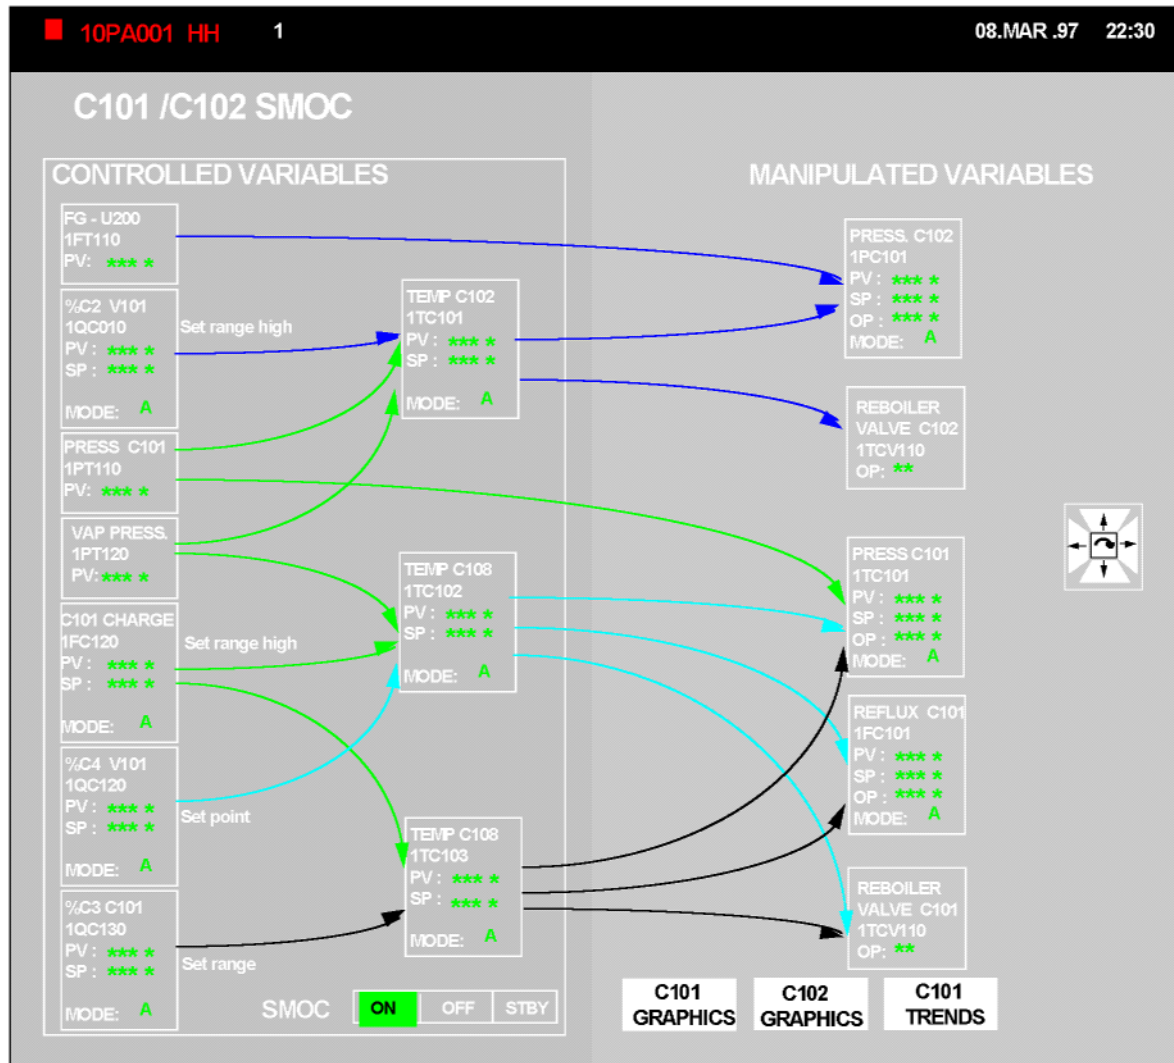 10PA001 HH 1 08.MAR .97 22:30
C101 /C102 SMOC
CONTROLLED VARIABLES
MANIPULATED VARIABLES
FG - U200
1FT110
PV: *** *
%C2 V101
1QC010
PV : *** *
SP : *** *
MODE: A
Set range high
PRESS C101
1PT110
PV: *** *
VAP PRESS.
1PT120
PV: *** *
C101 CHARGE
1FC120
PV : *** *
SP : *** *
MODE: A
Set range high
%C4 V101
1QC120
PV : *** *
SP : *** *
MODE: A
Set point
%C3 C101
1QC130
PV : *** *
SP : *** *
MODE: A
Set range
TEMP C102
1TC101
PV : *** *
SP : *** *
MODE: A
TEMP C108
1TC102
PV : *** *
SP : *** *
MODE: A
TEMP C108
1TC103
PV : *** *
SP : *** *
MODE: A
PRESS. C102
1PC101
PV : *** *
SP : *** *
OP : *** *
MODE: A
REBOILER
VALVE C102
1TCV110
OP: **
PRESS C101
1TC101
PV : *** *
SP : *** *
OP : *** *
MODE: A
REFLUX C101
1FC101
PV : *** *
SP : *** *
OP : *** *
MODE: A
REBOILER
VALVE C101
1TCV110
OP: **
SMOC ON OFF STBY
C101
GRAPHICS
C102
GRAPHICS
C101
TRENDS